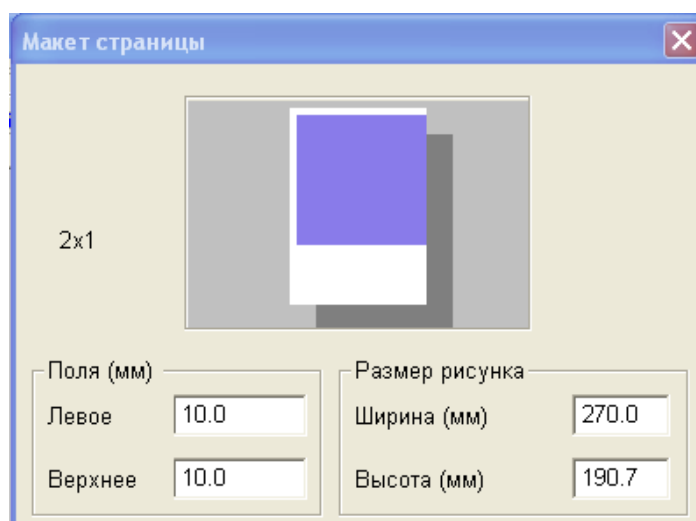 Макет страницы
2x1
Поля (мм)
Левое 10.0
Верхнее 10.0
Размер рисунка
Ширина (мм) 270.0
Высота (мм) 190.7